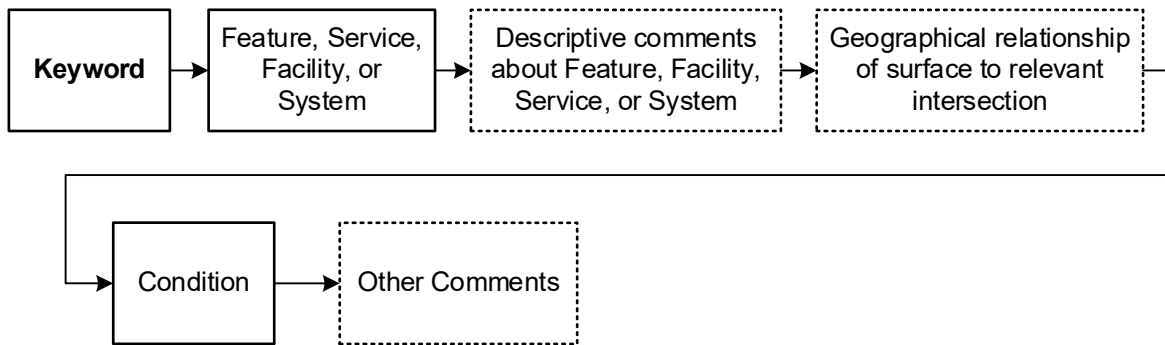 Keyword
Feature, Service,
Facility, or
System
Descriptive comments
about Feature, Facility,
Service, or System
Geographical relationship
of surface to relevant
intersection
Condition
Other Comments